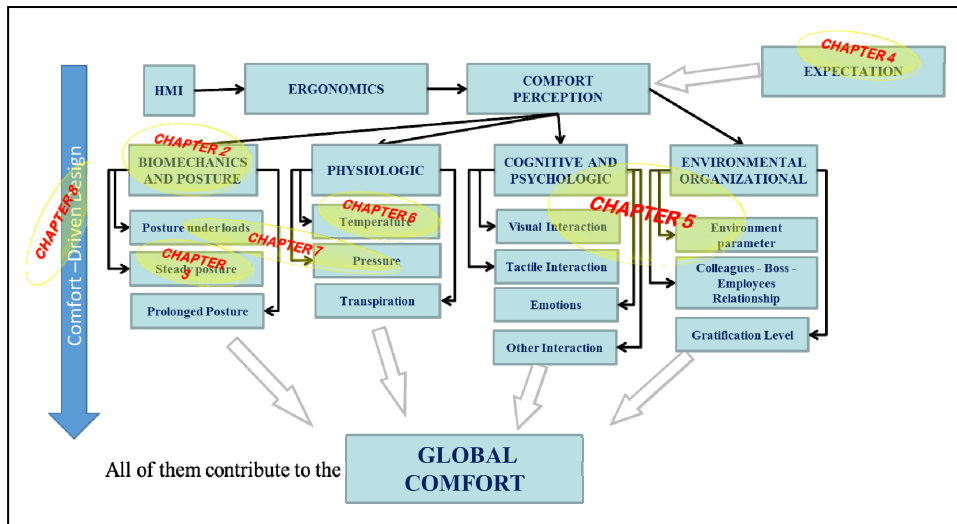 CHAPTER 4
EXPECTATION
HMI
ERGONOMICS
COMFORT
PERCEPTION
CHAPTER 2
BIOMECHANICS
AND POSTURE
PHYSIOLOGIC
COGNITIVE AND
PSYCHOLOGIC
ENVIRONMENTAL
ORGANIZATIONAL
CHAPTER 8
Comfort –Driven Design
Posture under loads
CHAPTER 7
CHAPTER
3
Steady posture
Prolonged Posture
Temperature
CHAPTER 6
Pressure
Transpiration
CHAPTER 5
Visual Interaction
Tactile Interaction
Emotions
Other Interaction
Environment
parameter
Colleagues - Boss -
Employees
Relationship
Gratification Level
All of them contribute to the
GLOBAL
COMFORT